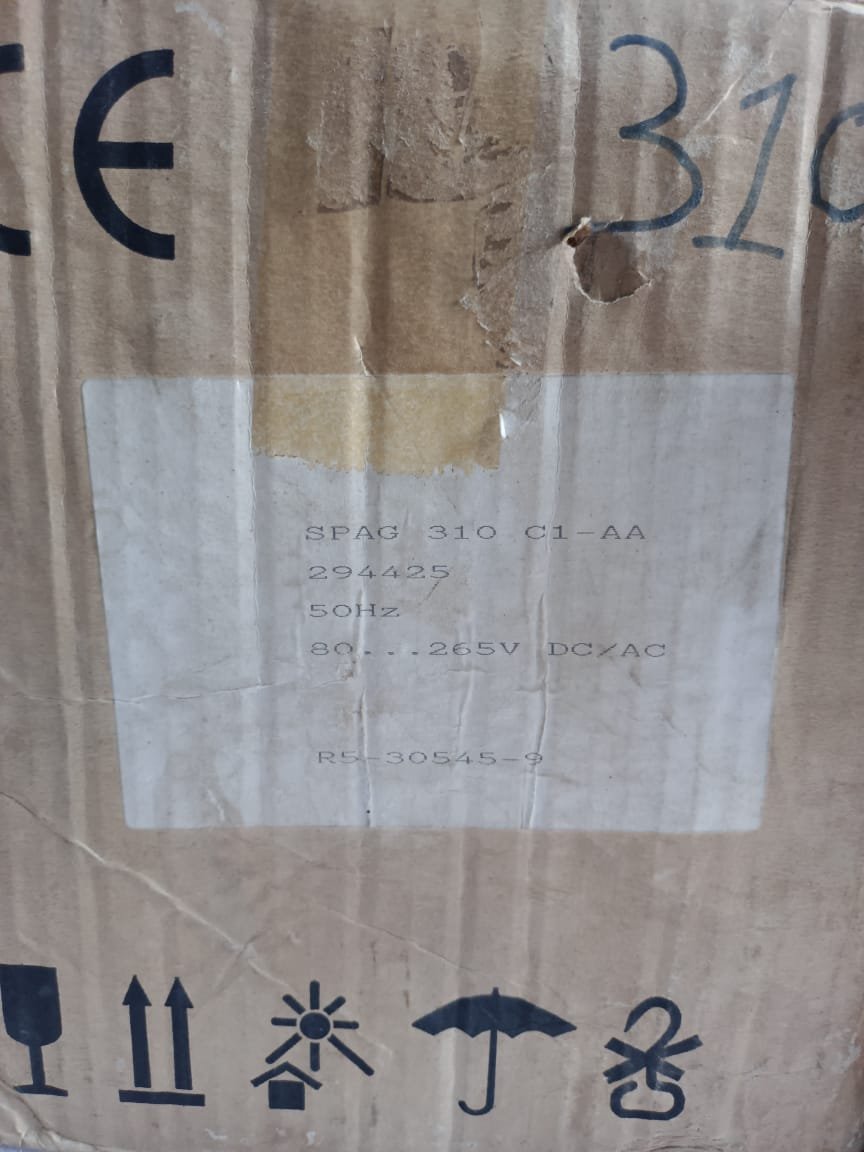 CE
310
SPAG 310 C1-AA
294425
50Hz
80...265V DC/AC
R5-30545-9